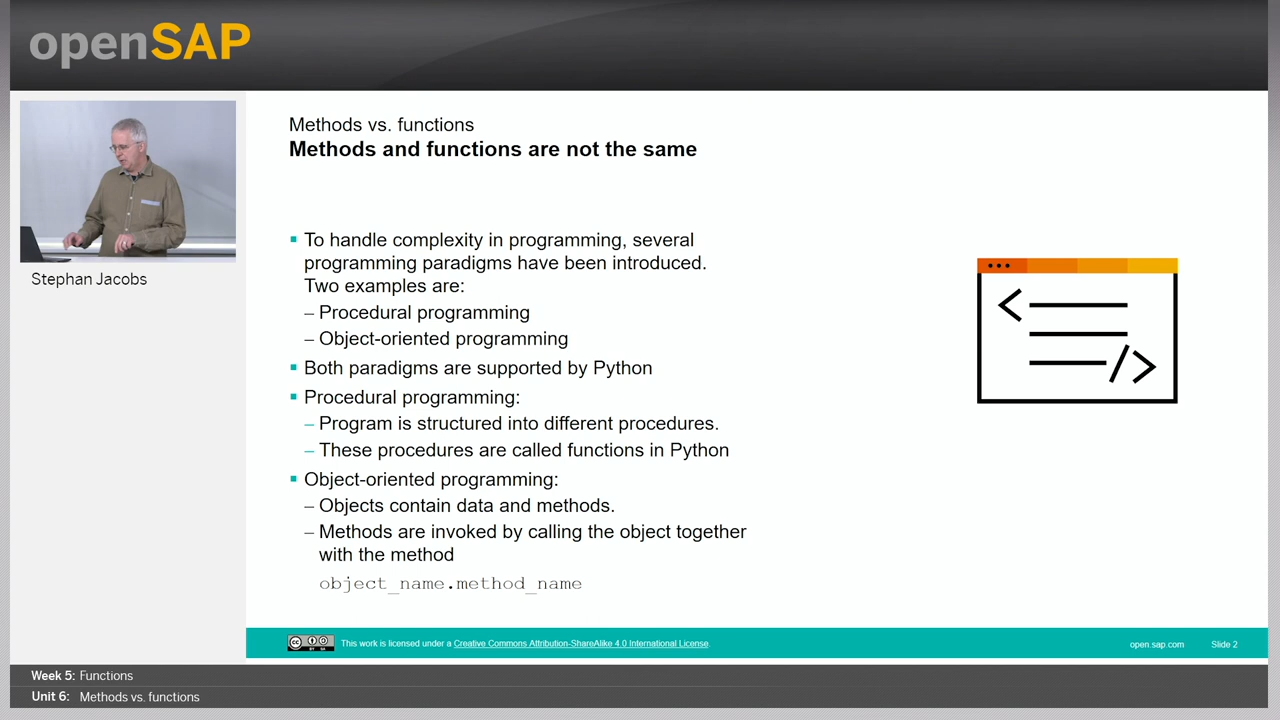 openSAP
Stephan Jacobs
Methods vs. functions
Methods and functions are not the same
To handle complexity in programming, several
programming paradigms have been introduced.
Two examples are:
– Procedural programming
– Object-oriented programming
Both paradigms are supported by Python
Procedural programming:
– Program is structured into different procedures.
– These procedures are called functions in Python
Object-oriented programming:
– Objects contain data and methods.
– Methods are invoked by calling the object together
with the method
object_name.method_name
cc BY SA This work is licensed under a Creative Commons Attribution-ShareAlike 4.0 International License.
open.sap.com Slide 2
Week 5: Functions
Unit 6: Methods vs. functions